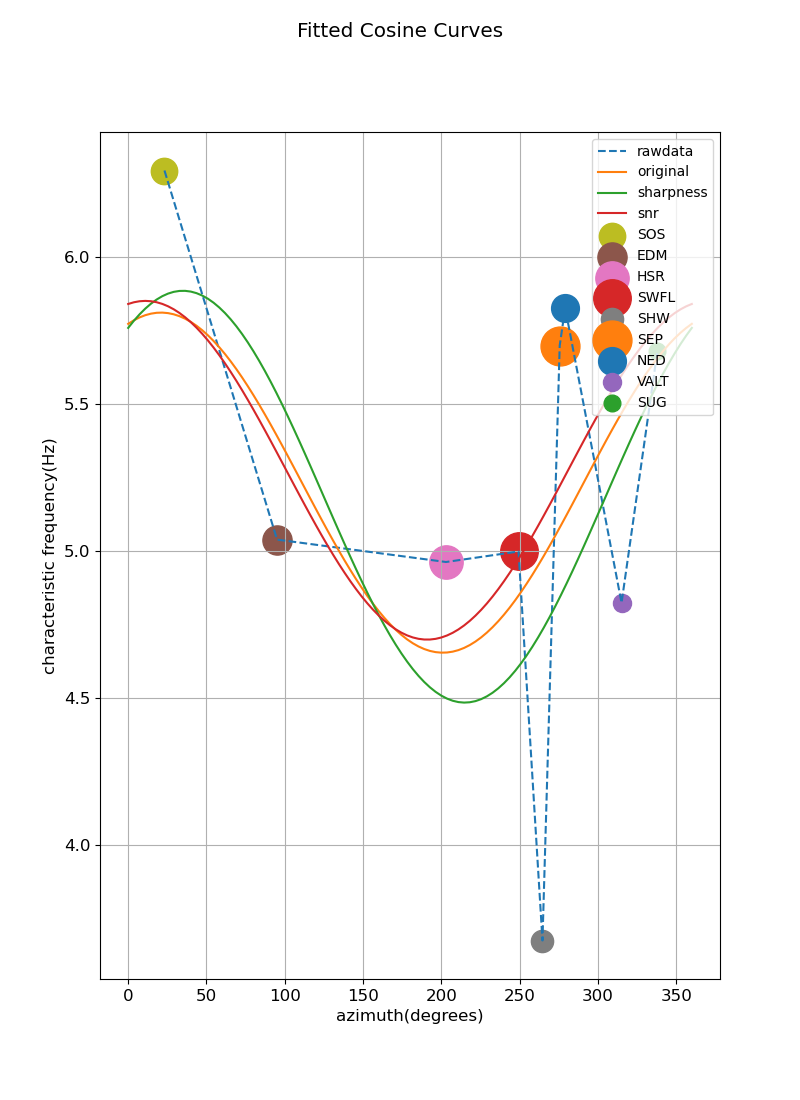 Fitted Cosine Curves
rawdata
original
sharpness
snr
SOS
EDM
HSR
SWFL
SHW
SEP
NED
VALT
SUG
characteristic frequency(Hz)
6.0
5.5
5.0
4.5
4.0
0 50 100 150 200 250 300 350
azimuth(degrees)